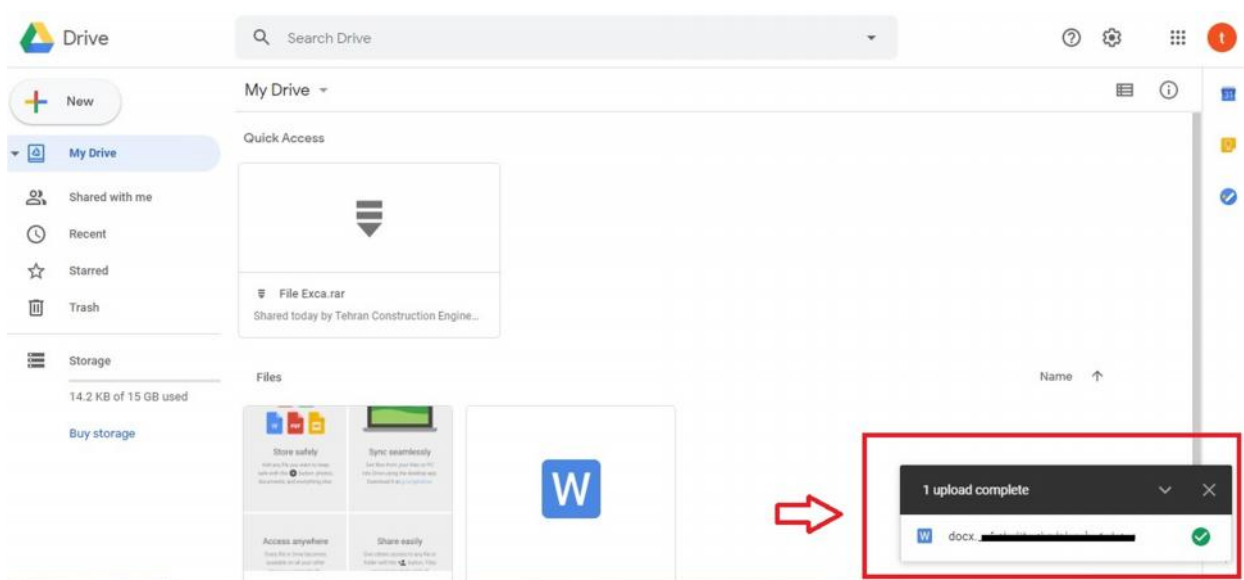 Drive
Search Drive
t
New
My Drive
31
Quick Access
My Drive
Shared with me
Recent
Starred
Trash
File Exca.rar
Shared today by Tehran Construction Engine...
Storage
14.2 KB of 15 GB used
Buy storage
Files
Name
W PDF
Store safely
Sync seamlessly
Access anywhere
Share easily
W
1 upload complete
W docx.